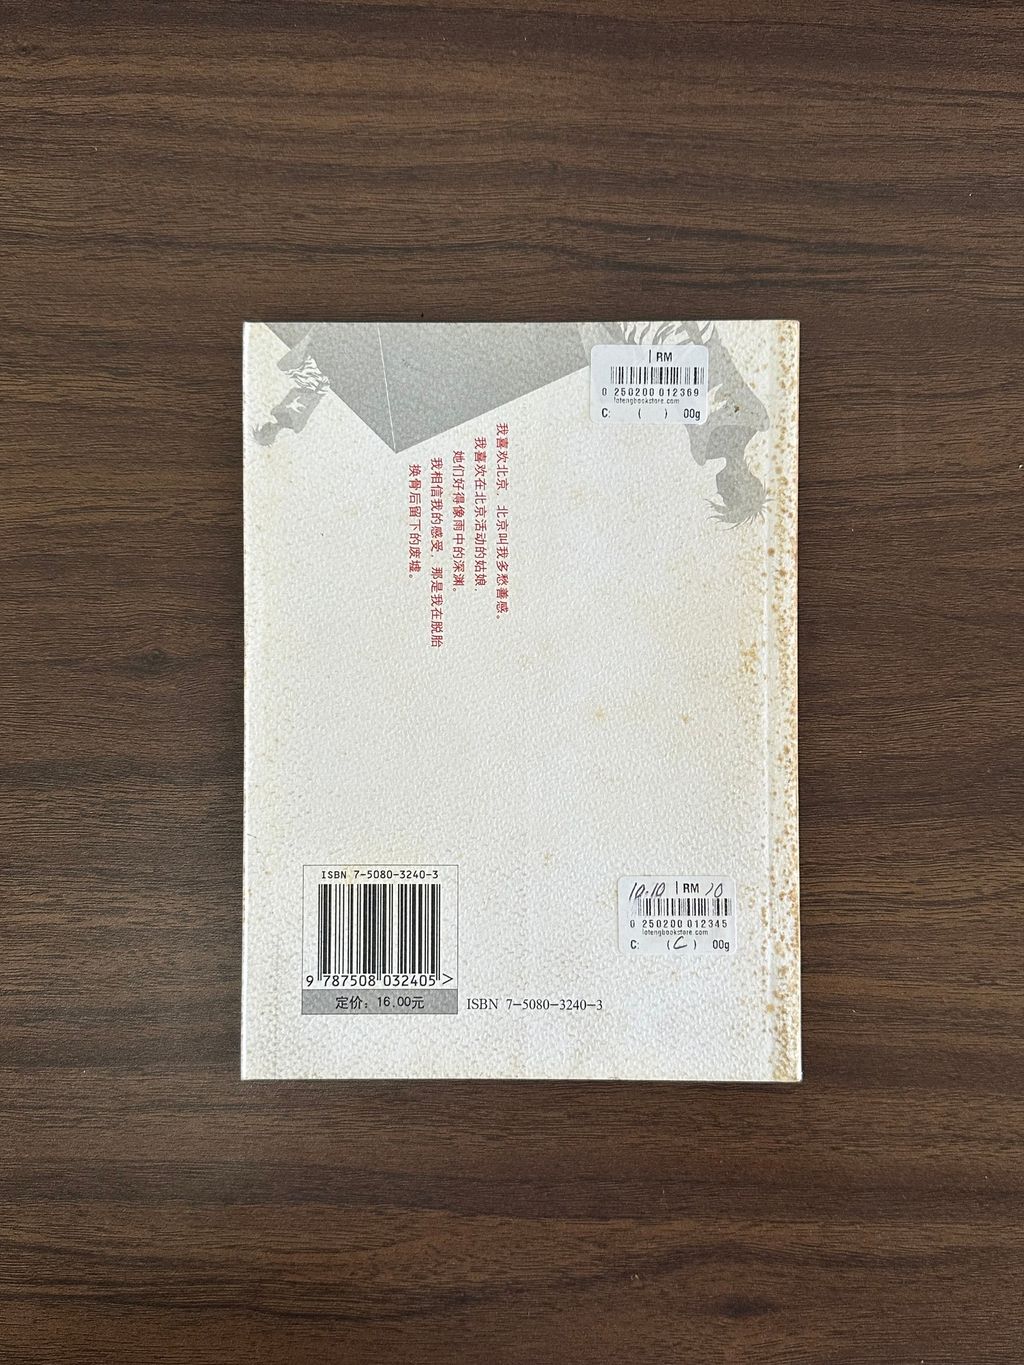 RM
0 250200 012369
lotengbookstore.com
C: ( ) 00g
我喜欢北京，北京叫我多愁善感。
我喜欢在北京活动的姑娘，
她们好得像雨中的深渊。
我相信我的感受，那是我在脱胎
换骨后留下的废墟。
ISBN 7-5080-3240-3
9 787508 032405 >
定价：16.00元
ISBN 7-5080-3240-3
10.10 RM 10
0 250200 012345
lotengbookstore.com
C: (C) 00g